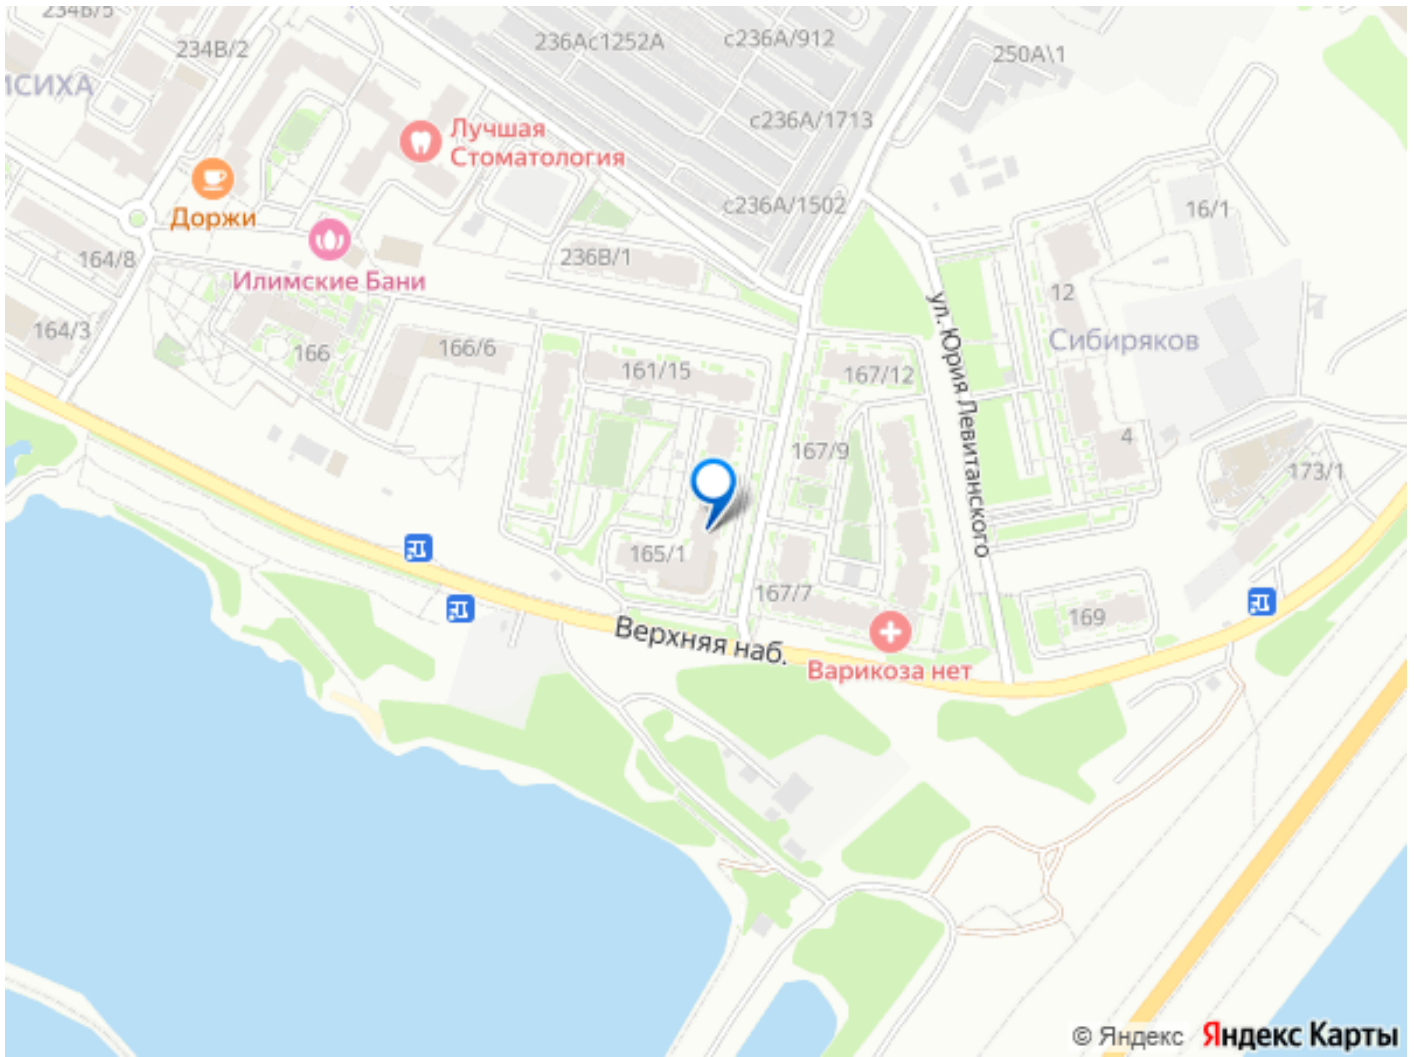 234В/5
234В/2
236Ас1252А
с236А/912
250А\1
ИСИХА
Лучшая
Стоматология
с236А/1713
Доржи
с236А/1502
16/1
164/8
Илимские Бани
236В/1
12
164/3
166
166/6
161/15
167/12
ул. Юрия Левитанского
Сибиряков
167/9
4
173/1
165/1
167/7
169
Верхняя наб.
Варикоза нет
© Яндекс Яндекс Карты